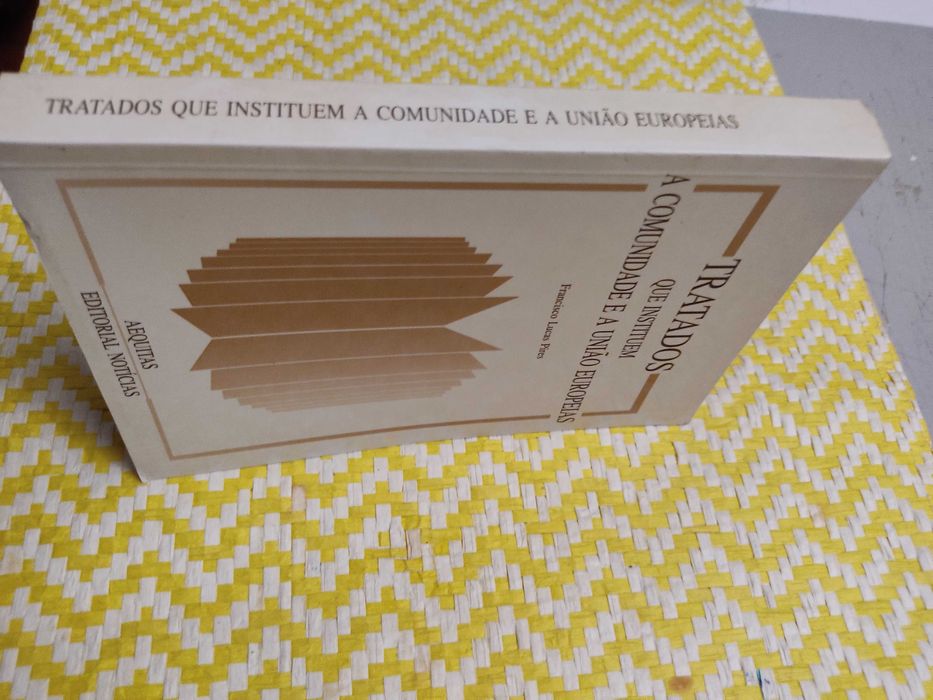 TRATADOS QUE INSTITUEM A COMUNIDADE E A UNIÃO EUROPEIAS
TRATADOS
QUE INSTITUEM
A COMUNIDADE E A UNIÃO EUROPEIAS
Francisco Lucas Pires
AEQUITAS
EDITORIAL NOTÍCIAS